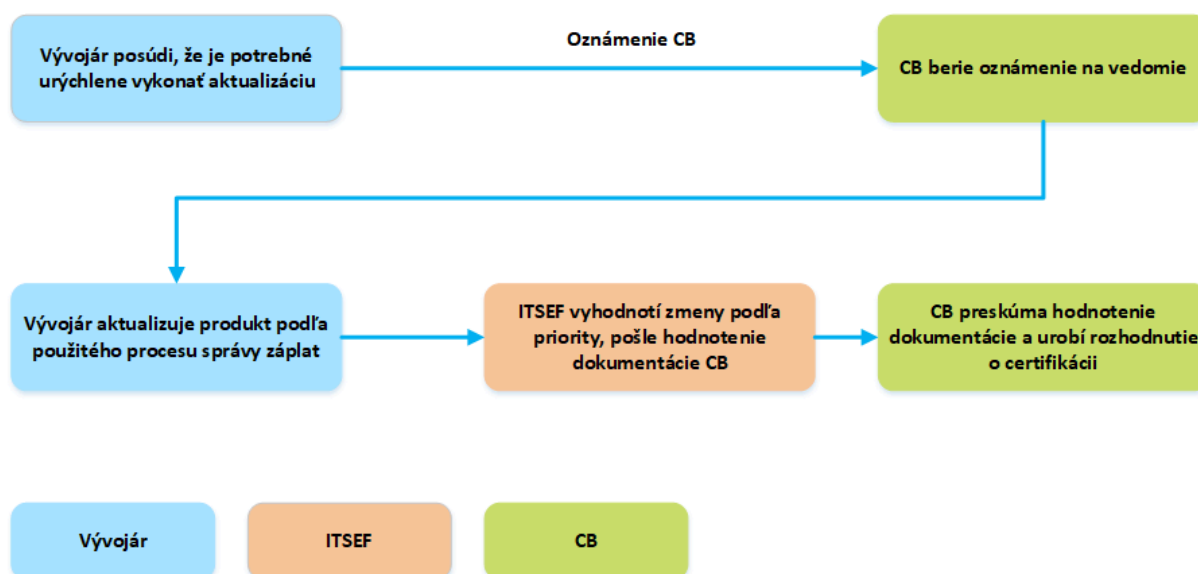 Vývojár posúdi, že je potrebné
urýchlene vykonať aktualizáciu
Oznámenie CB
CB berie oznámenie na vedomie
Vývojár aktualizuje produkt podľa
použitého procesu správy záplat
ITSEF vyhodnotí zmeny podľa
priority, pošle hodnotenie
dokumentácie CB
CB preskúma hodnotenie
dokumentácie a urobí rozhodnutie
o certifikácii
Vývojár
ITSEF
CB